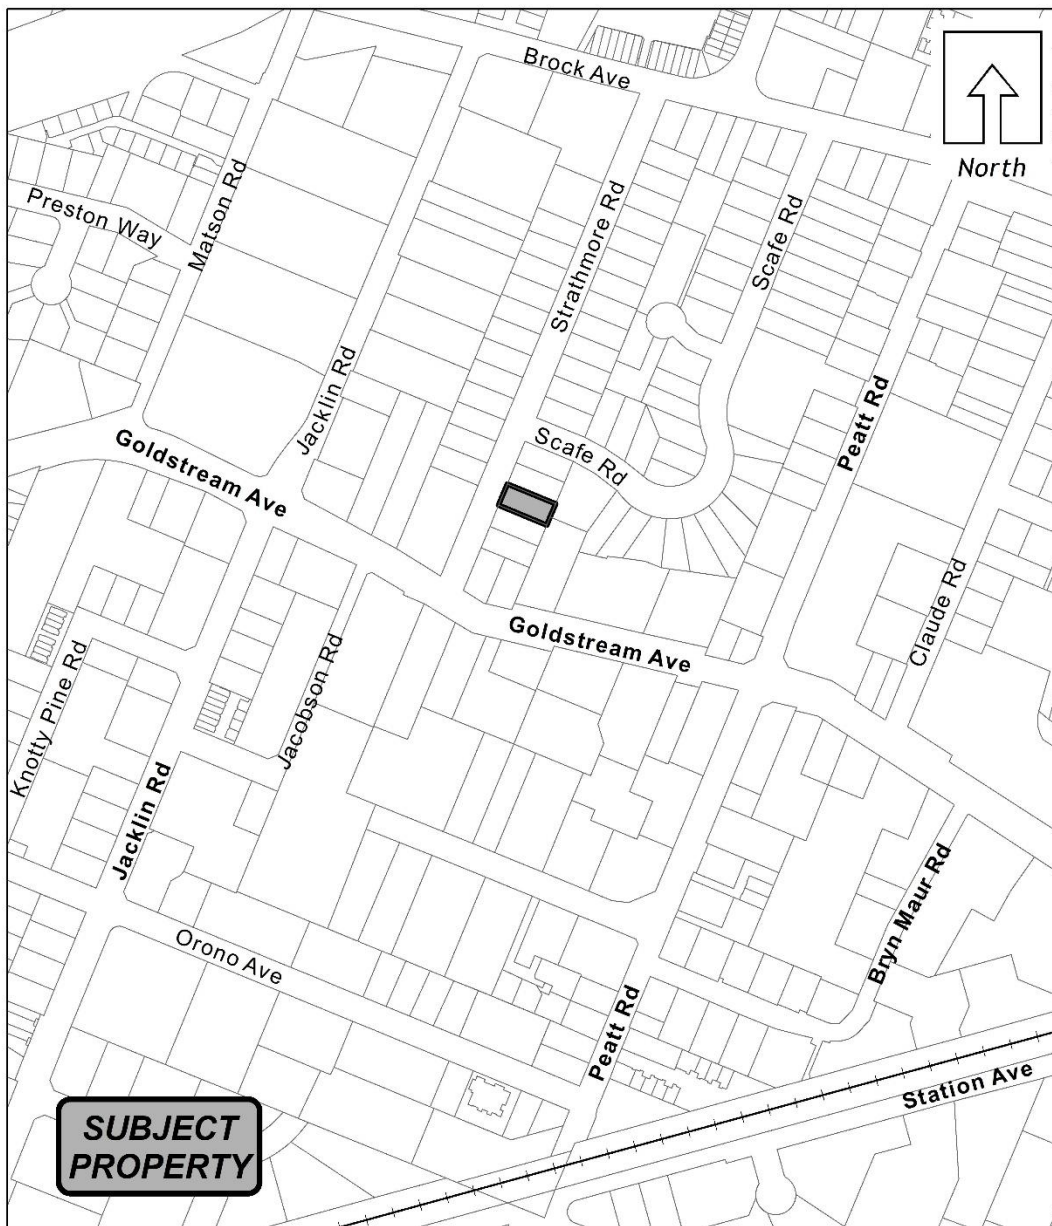 Brock Ave
North
Preston Way
Matson Rd
Strathmore Rd
Scafe Rd
Jacklin Rd
Peatt Rd
Goldstream Ave
Scafe Rd
Claude Rd
Goldstream Ave
Knotty Pine Rd
Jacobson Rd
Jacklin Rd
Bryn Maur Rd
Orono Ave
Peatt Rd
Station Ave
SUBJECT
PROPERTY